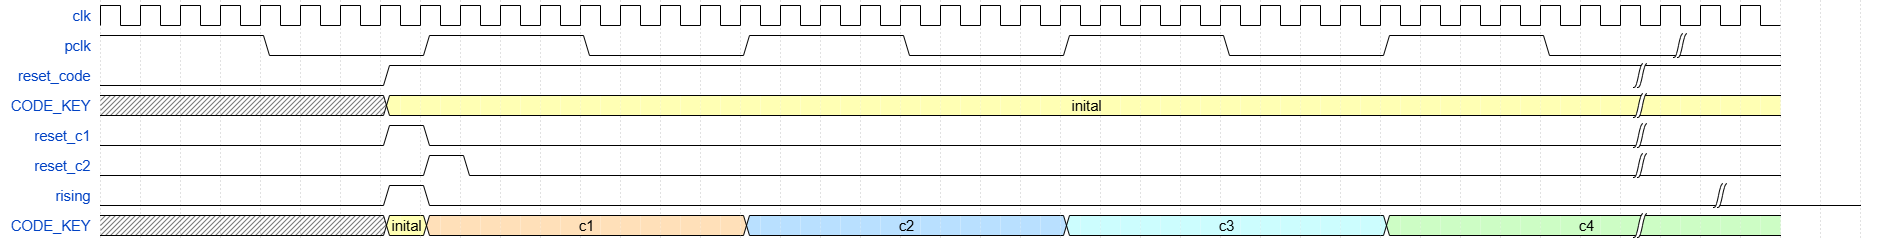 clk
pclk
reset_code
CODE_KEY inital
reset_c1
reset_c2
rising
CODE_KEY inital c1 c2 c3 c4